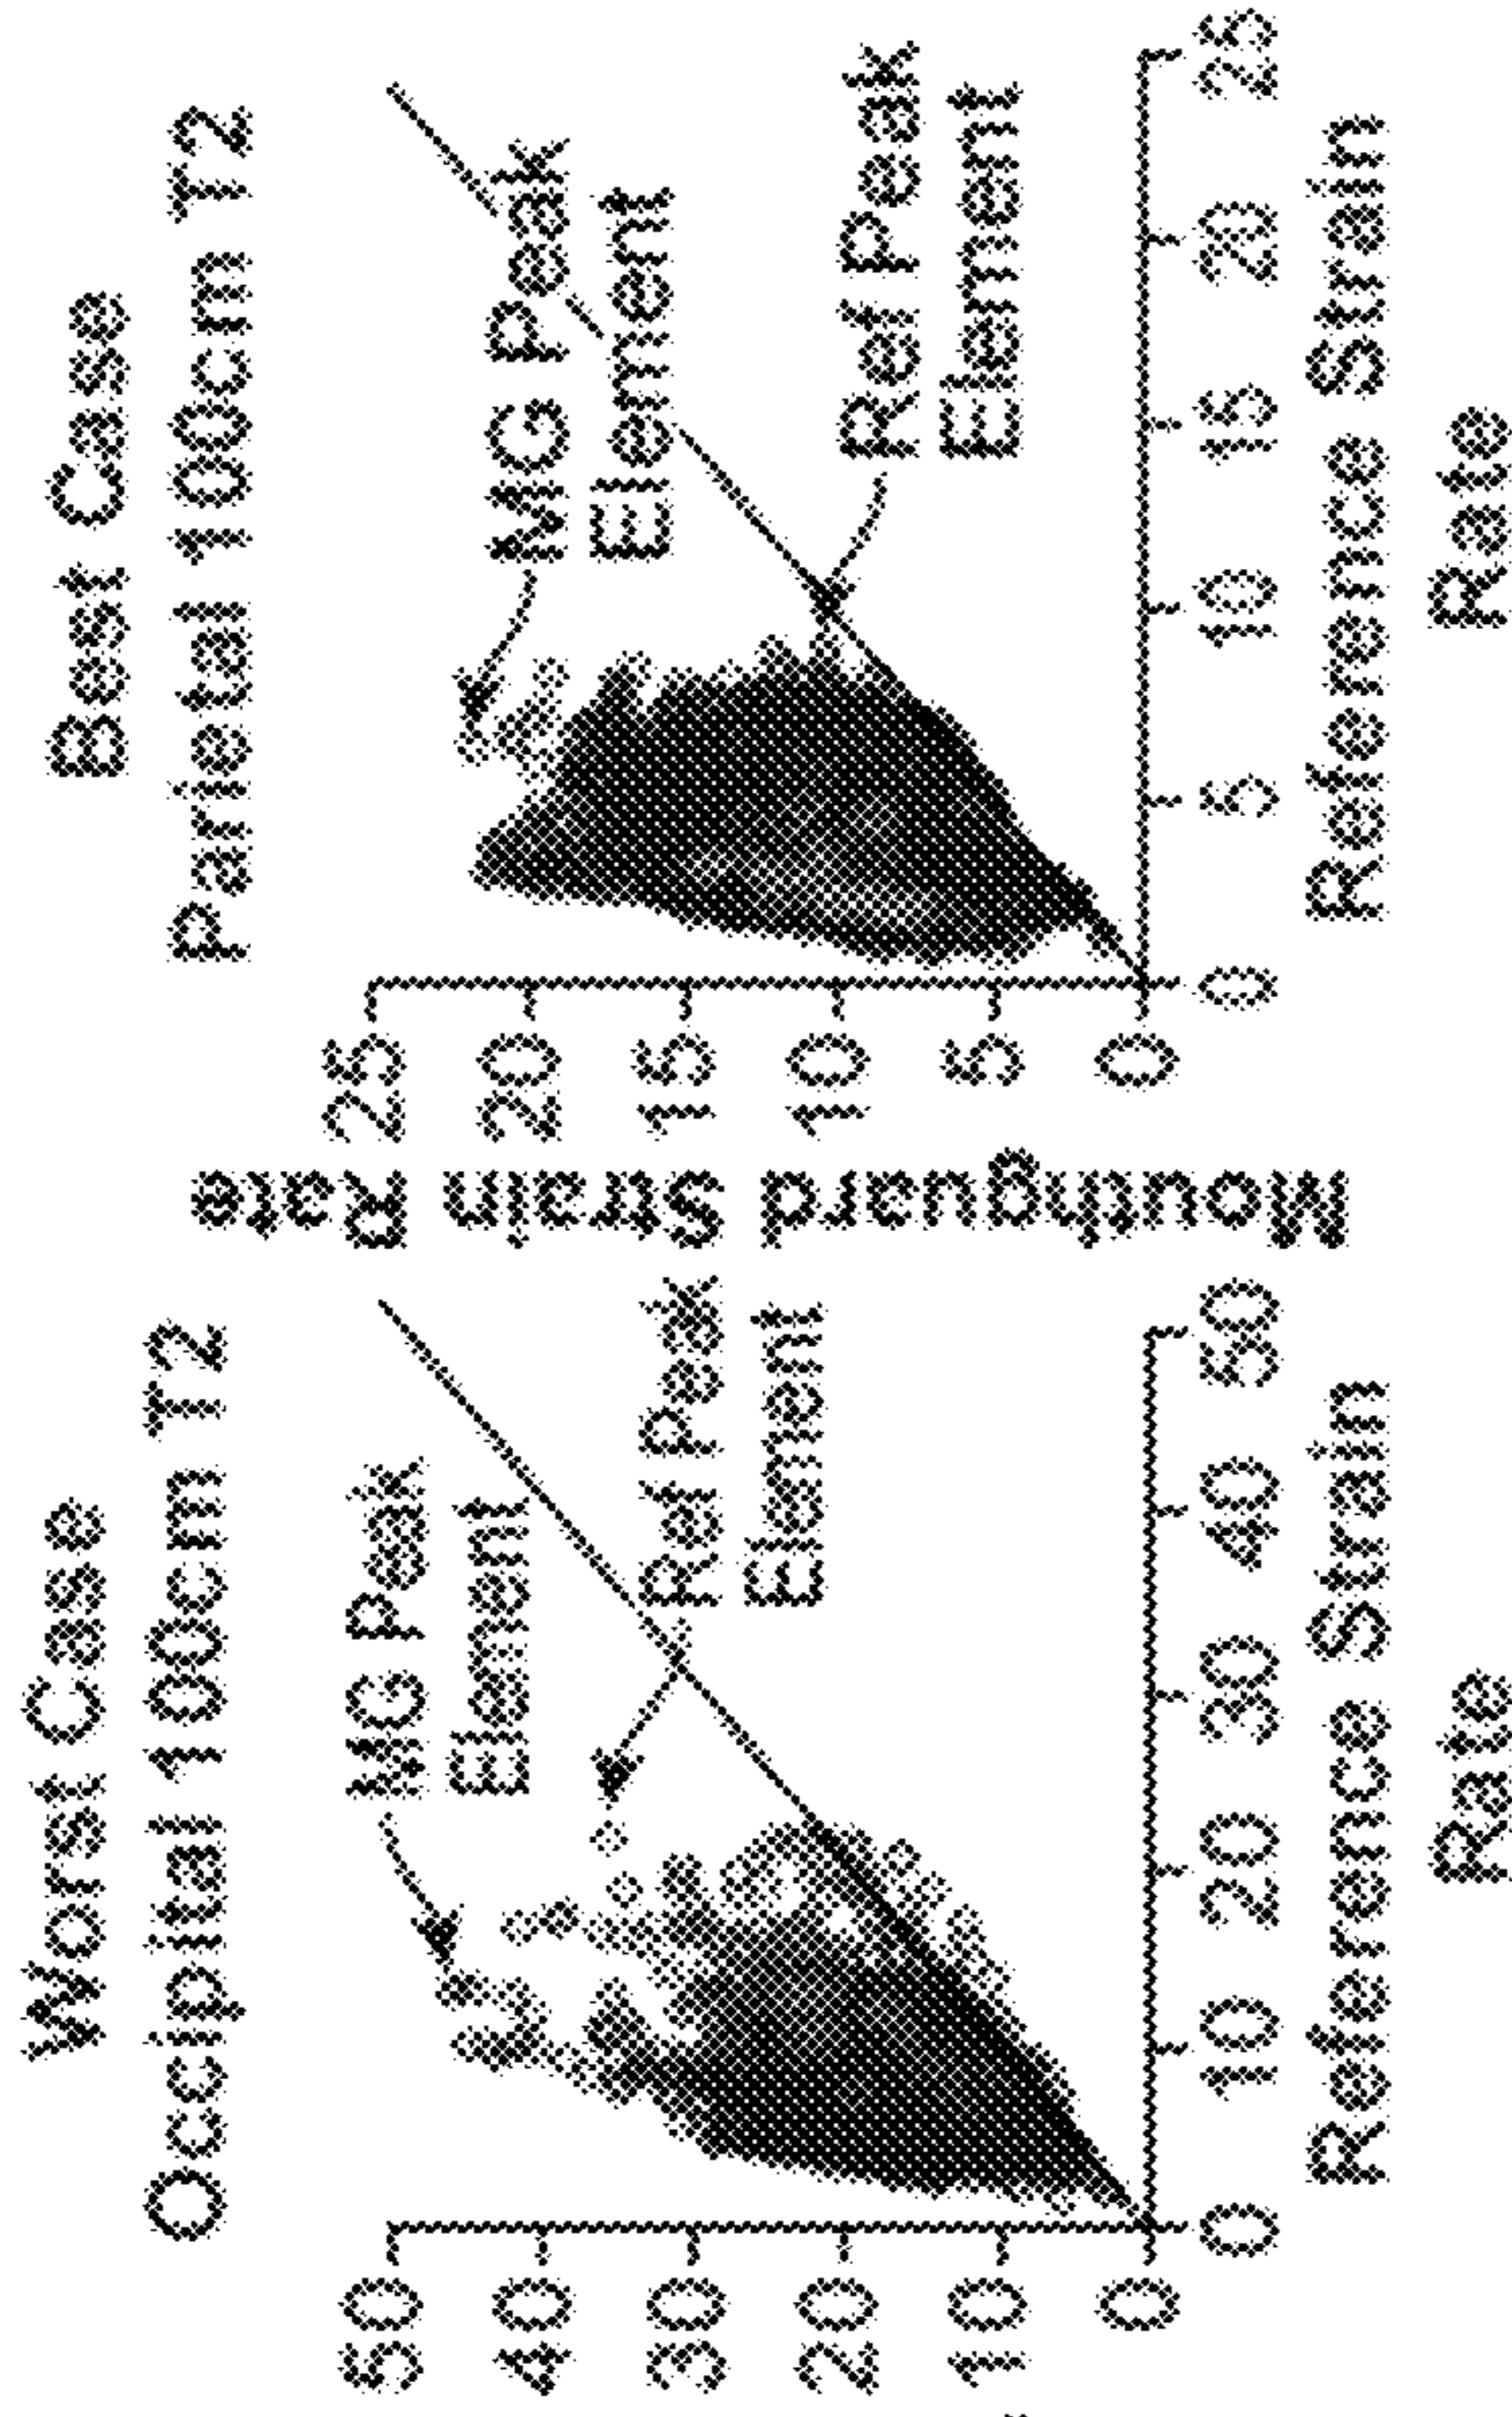 Worst Case
Occipital 100cm T2
MG Peak
Element
Ref Peak
Element
50
40
30
20
10
0
0 10 20 30 40 50
Reference Strain
Rate
Best Case
Parietal 100cm T2
MG Peak
Element
Ref Peak
Element
Mouthguard Strain Rate
25
20
15
10
5
0
0 5 10 15 20 25
Reference Strain
Rate